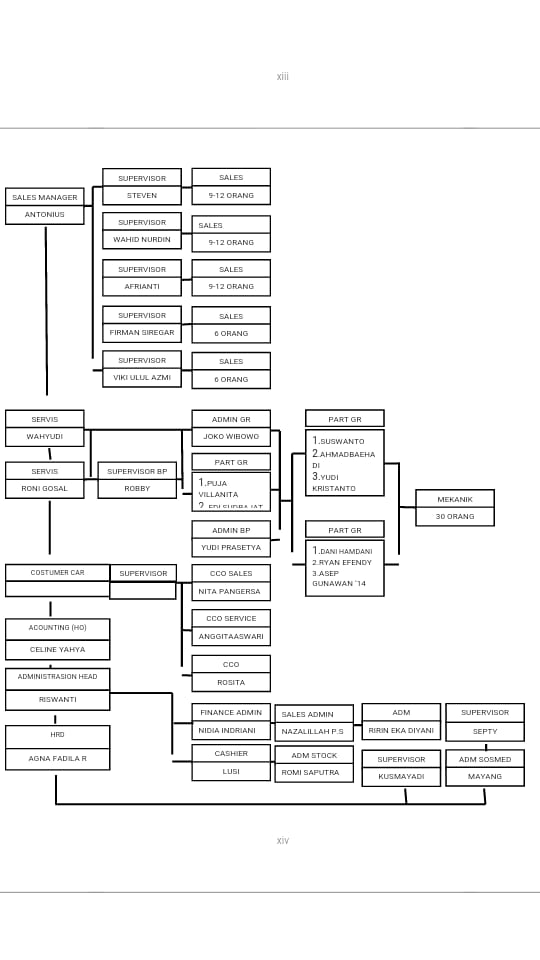 xiii
SALES MANAGER
ANTONIUS
SUPERVISOR
STEVEN
SALES
9-12 ORANG
SUPERVISOR
WAHID NURDIN
SALES
9-12 ORANG
SUPERVISOR
AFRIANTI
SALES
9-12 ORANG
SUPERVISOR
FIRMAN SIREGAR
SALES
6 ORANG
SUPERVISOR
VIKI ULUL AZMI
SALES
6 ORANG
SERVIS
WAHYUDI
SERVIS
RONI GOSAL
SUPERVISOR BP
ROBBY
ADMIN GR
JOKO WIBOWO
PART GR
1.PUJA
VILLANITA
ADMIN BP
YUDI PRASETYA
PART GR
1.SUSWANTO
2.AHMADBAEHA
DI
3.YUDI
KRISTANTO
PART GR
1.DANI HAMDANI
2.RYAN EFENDY
3.ASEP
GUNAWAN '14
MEKANIK
30 ORANG
COSTUMER CAR
SUPERVISOR
CCO SALES
NITA PANGERSA
CCO SERVICE
ANGGITAASWARI
CCO
ROSITA
ACOUNTING (HO)
CELINE YAHYA
ADMINISTRASION HEAD
RISWANTI
HRD
AGNA FADILA R
FINANCE ADMIN
NIDIA INDRIANI
SALES ADMIN
NAZALILLAH P.S
ADM
RIRIN EKA DIYANI
SUPERVISOR
SEPTY
CASHIER
LUSI
ADM STOCK
ROMI SAPUTRA
SUPERVISOR
KUSMAYADI
ADM SOSMED
MAYANG
xiv